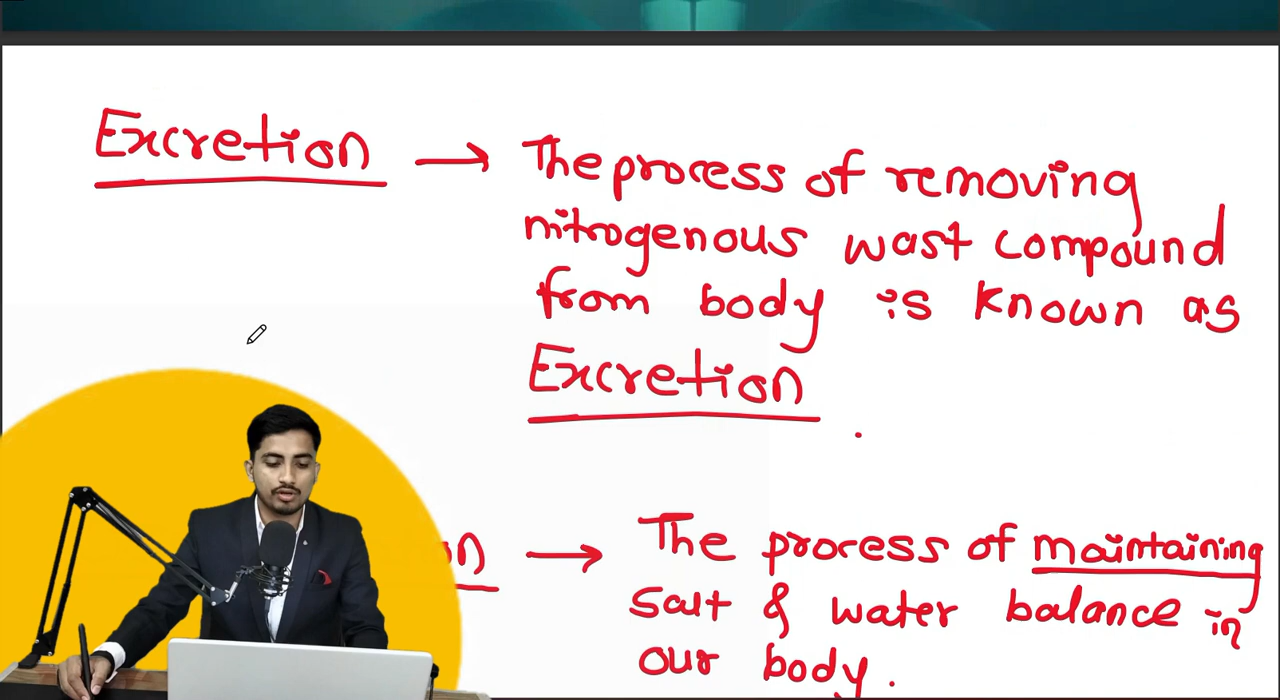 Excretion → The process of removing
nitrogenous wast compound
from body is known as
Excretion.
→ The process of maintaining
salt & water balance in
our body.